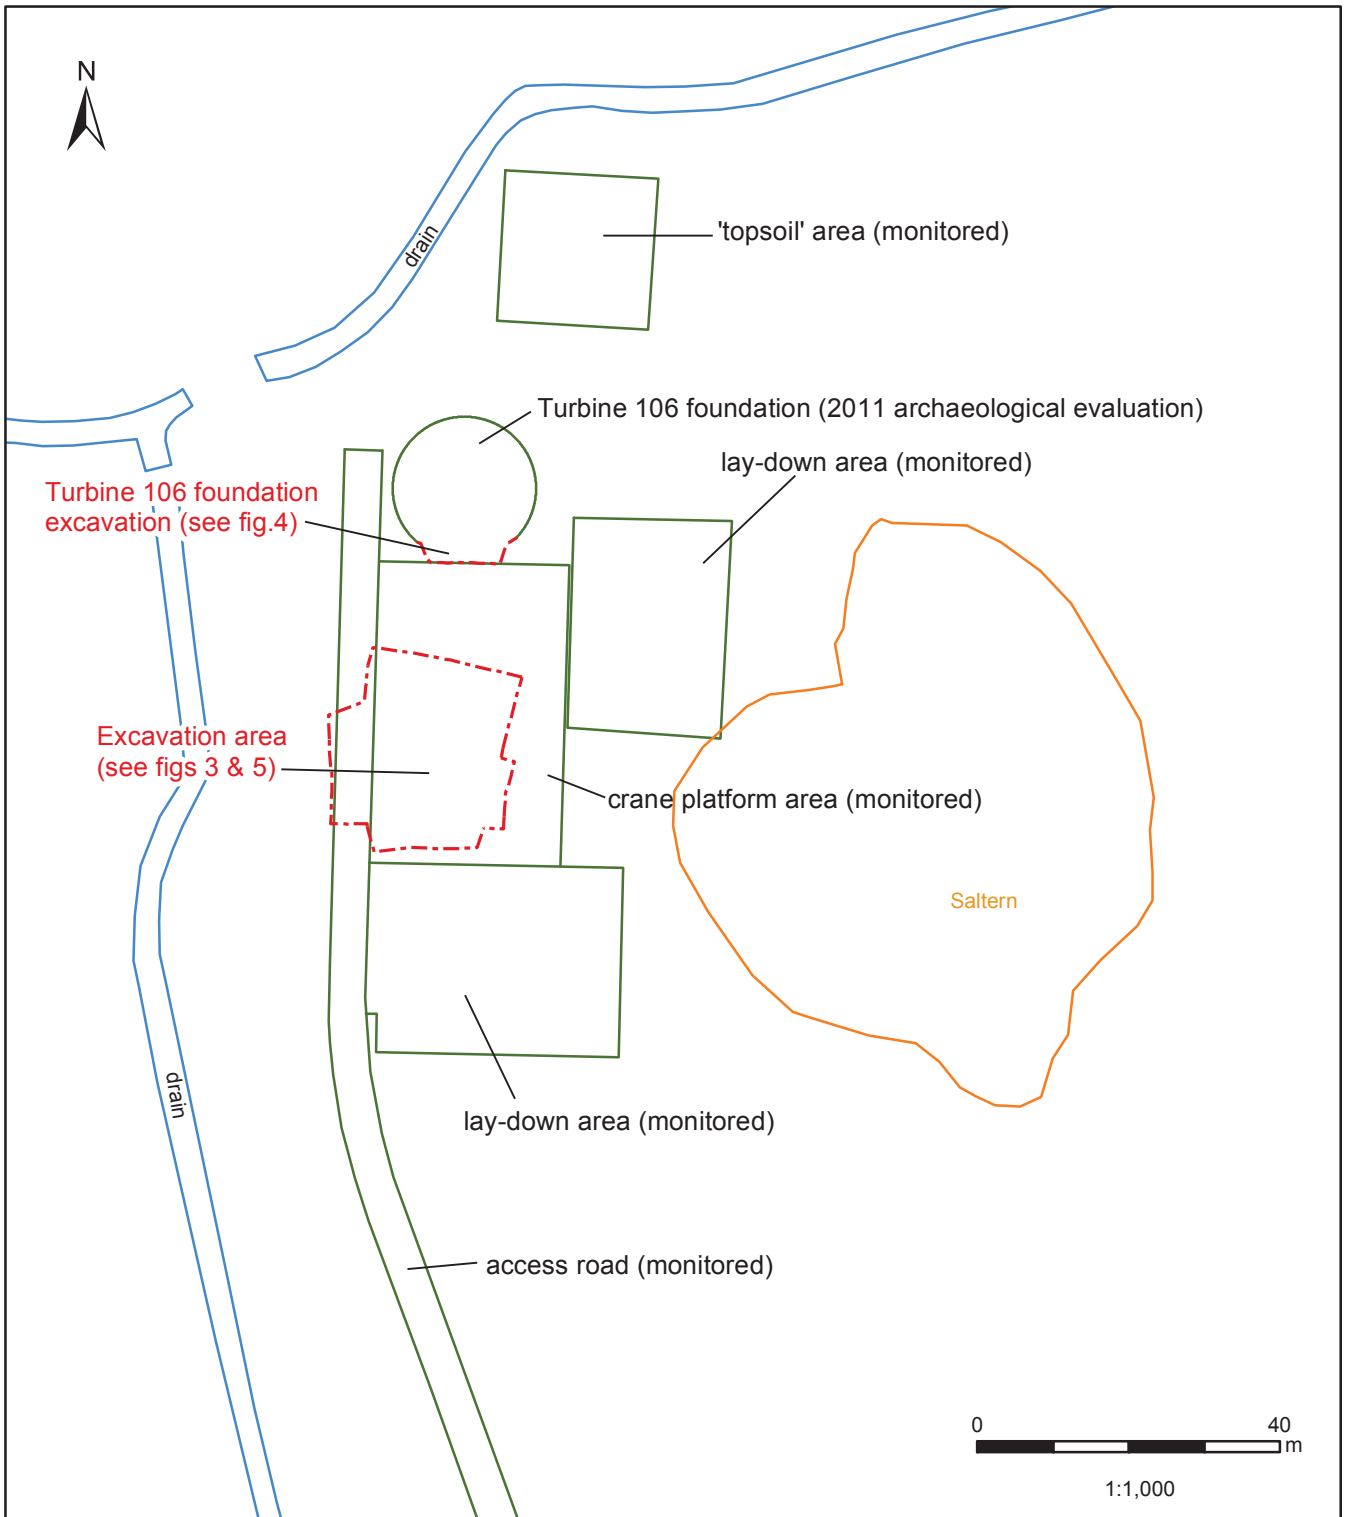 N
'topsoil' area (monitored)
drain
Turbine 106 foundation (2011 archaeological evaluation)
lay-down area (monitored)
Turbine 106 foundation
excavation (see fig.4)
Excavation area
(see figs 3 & 5)
crane platform area (monitored)
Saltern
drain
lay-down area (monitored)
access road (monitored)
0 40
m
1:1,000